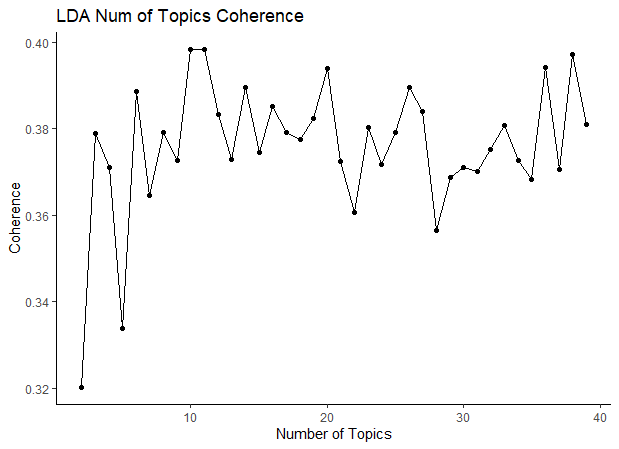 LDA Num of Topics Coherence
0.40
0.38
0.36
0.34
0.32
Coherence
10 20 30 40
Number of Topics